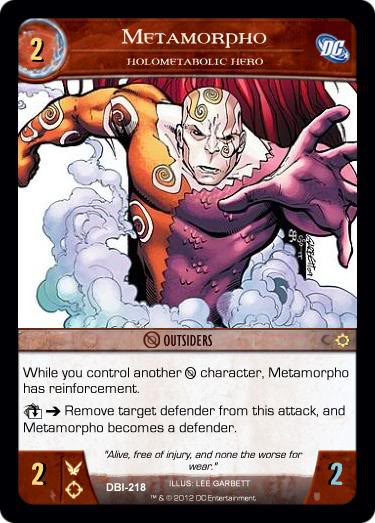 2
METAMORPHO
HOLOMETABOLIC HERO
DC
OUTSIDERS
While you control another character, Metamorpho
has reinforcement.
➔ Remove target defender from this attack, and
Metamorpho becomes a defender.
"Alive, free of injury, and none the worse for
wear."
2
DBI-218
ILLUS: LEE GARBETT
™ & © 2012 DC Entertainment
2